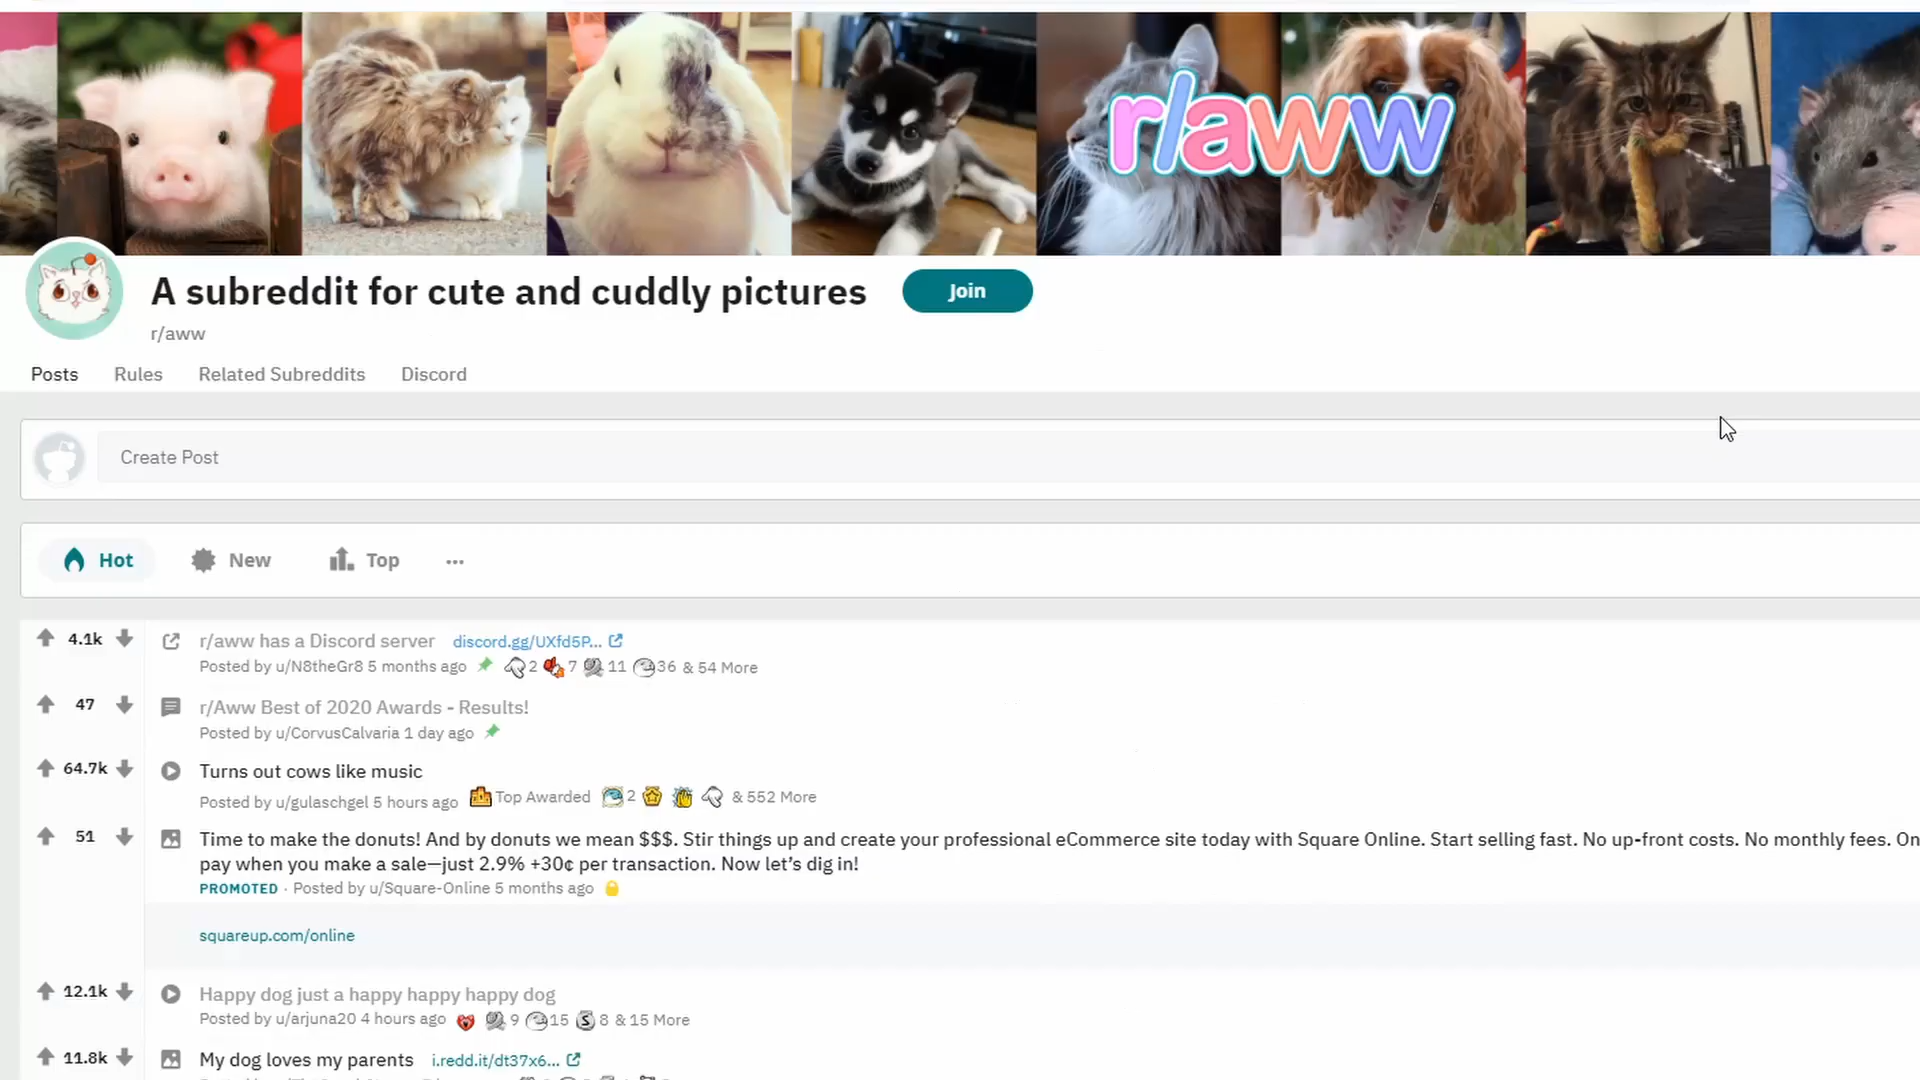 r/aww
A subreddit for cute and cuddly pictures
Join
r/aww
Posts Rules Related Subreddits Discord
Create Post
Hot New Top ...
4.1k r/aww has a Discord server discord.gg/UXfd5P...
Posted by u/N8theGr8 5 months ago 2 7 11 36 & 54 More
47 r/Aww Best of 2020 Awards - Results!
Posted by u/CorvusCalvaria 1 day ago
64.7k Turns out cows like music
Posted by u/gulaschgel 5 hours ago Top Awarded 2 & 552 More
51 Time to make the donuts! And by donuts we mean $$$. Stir things up and create your professional eCommerce site today with Square Online. Start selling fast. No up-front costs. No monthly fees. On
pay when you make a sale—just 2.9% +30¢ per transaction. Now let's dig in!
PROMOTED · Posted by u/Square-Online 5 months ago
squareup.com/online
12.1k Happy dog just a happy happy happy dog
Posted by u/arjuna20 4 hours ago 9 15 S 8 & 15 More
11.8k My dog loves my parents i.redd.it/dt37x6...